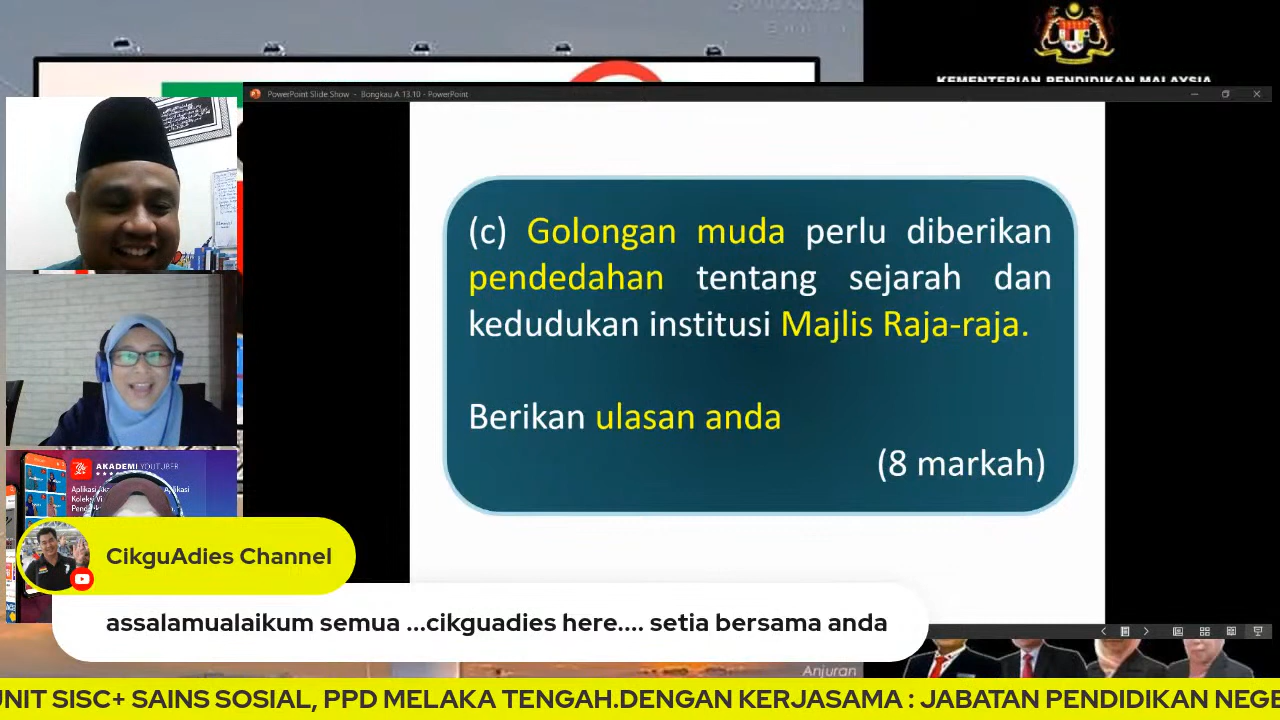 KEMENTERIAN PENDIDIKAN MALAYSIA
PowerPoint Slide Show - Bongkau A 13.10 - PowerPoint
(c) Golongan muda perlu diberikan
pendedahan tentang sejarah dan
kedudukan institusi Majlis Raja-raja.
Berikan ulasan anda
(8 markah)
AKADEMI YOUTUBER
CikguAdies Channel
assalamualaikum semua ...cikguadies here.... setia bersama anda
Anjuran
UNIT SISC+ SAINS SOSIAL, PPD MELAKA TENGAH.DENGAN KERJASAMA : JABATAN PENDIDIKAN NEGE